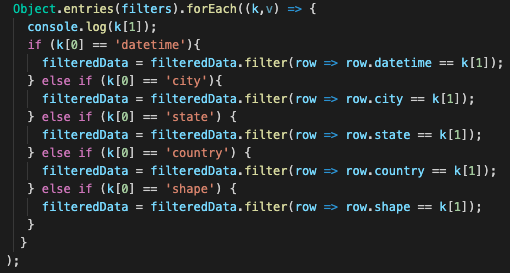 Object.entries(filters).forEach((k,v) => {
  console.log(k[1]);
  if (k[0] == 'datetime'){
    filteredData = filteredData.filter(row => row.datetime == k[1]);
  } else if (k[0] == 'city'){
    filteredData = filteredData.filter(row => row.city == k[1]);
  } else if (k[0] == 'state') {
    filteredData = filteredData.filter(row => row.state == k[1]);
  } else if (k[0] == 'country') {
    filteredData = filteredData.filter(row => row.country == k[1]);
  } else if (k[0] == 'shape') {
    filteredData = filteredData.filter(row => row.shape == k[1]);
  }
 }
);